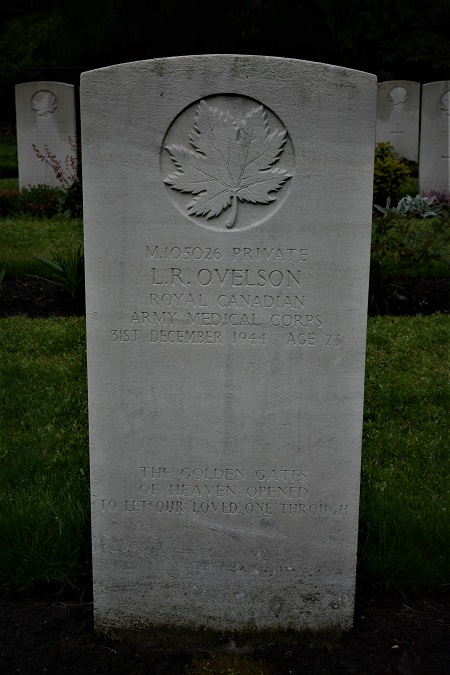 M.105026 PRIVATE
L.R. OVELSON
ROYAL CANADIAN
ARMY MEDICAL CORPS
31ST DECEMBER 1944 AGE 23
THE GOLDEN GATES
OF HEAVEN OPENED
TO LET OUR LOVED ONE THROUGH